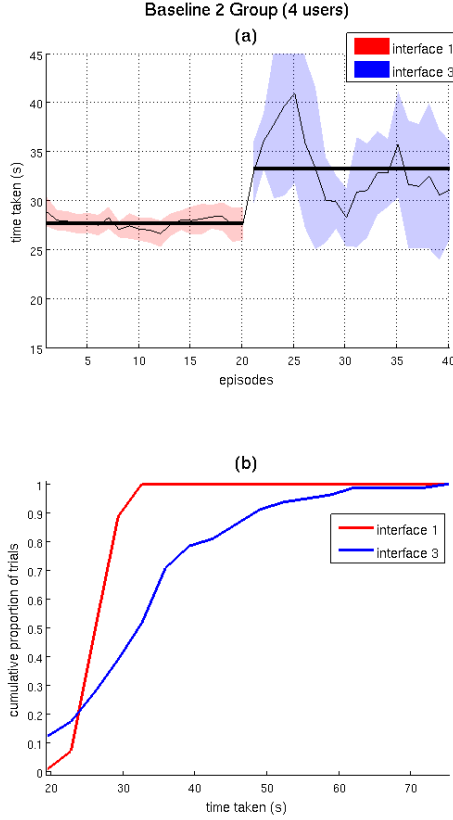 Baseline 2 Group (4 users)
(a)
interface 1
interface 3
45
40
35
30
25
20
15
time taken (s)
5 10 15 20 25 30 35 40
episodes
(b)
1
0.9
0.8
0.7
0.6
0.5
0.4
0.3
0.2
0.1
0
cumulative proportion of trials
interface 1
interface 3
20 30 40 50 60 70
time taken (s)